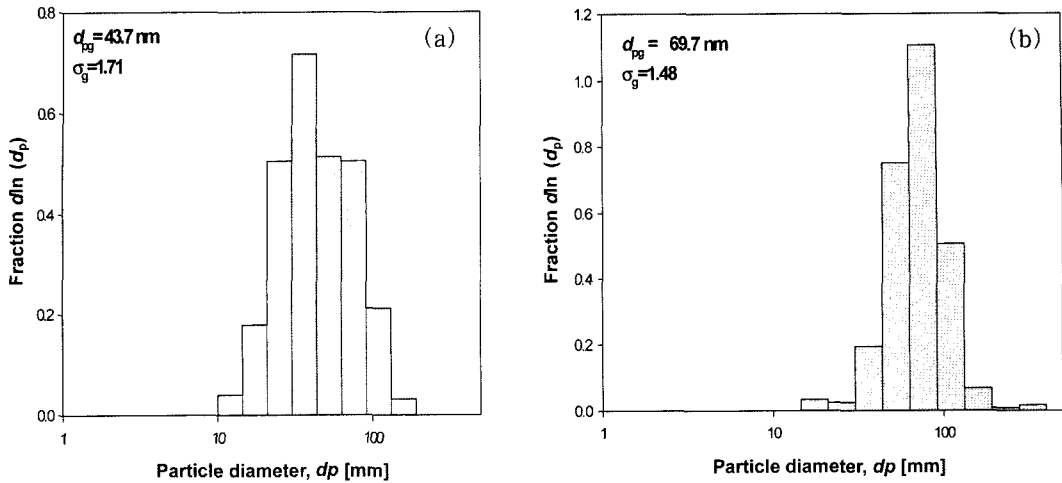 (a)
d_pg = 43.7 nm
σ_g=1.71
Fraction dln (d_p)
0.8
0.6
0.4
0.2
0.0
1
10
100
Particle diameter, dp [mm]
(b)
d_pg = 69.7 nm
σ_g=1.48
Fraction dln (d_p)
1.2
1.0
0.8
0.6
0.4
0.2
0.0
1
10
100
Particle diameter, dp [mm]